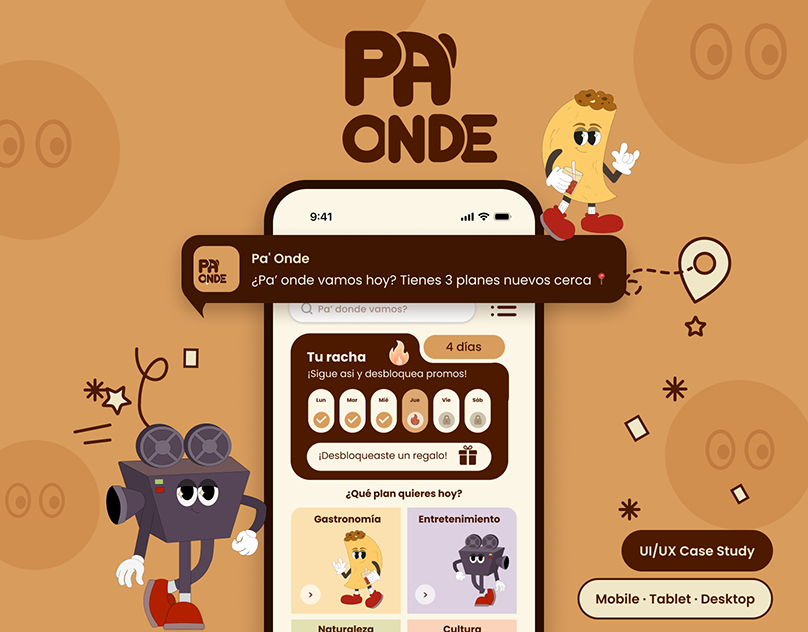 PA'
ONDE
9:41
PA'
ONDE
Pa' Onde
¿Pa' onde vamos hoy? Tienes 3 planes nuevos cerca
Pa' donde vamos?
Tu racha
4 días
¡Sigue asi y desbloquea promos!
Lun Mar Mié Jue Vie Sáb
¡Desbloqueaste un regalo!
¿Qué plan quieres hoy?
Gastronomía Entretenimiento
Naturaleza Cultura
UI/UX Case Study
Mobile · Tablet · Desktop